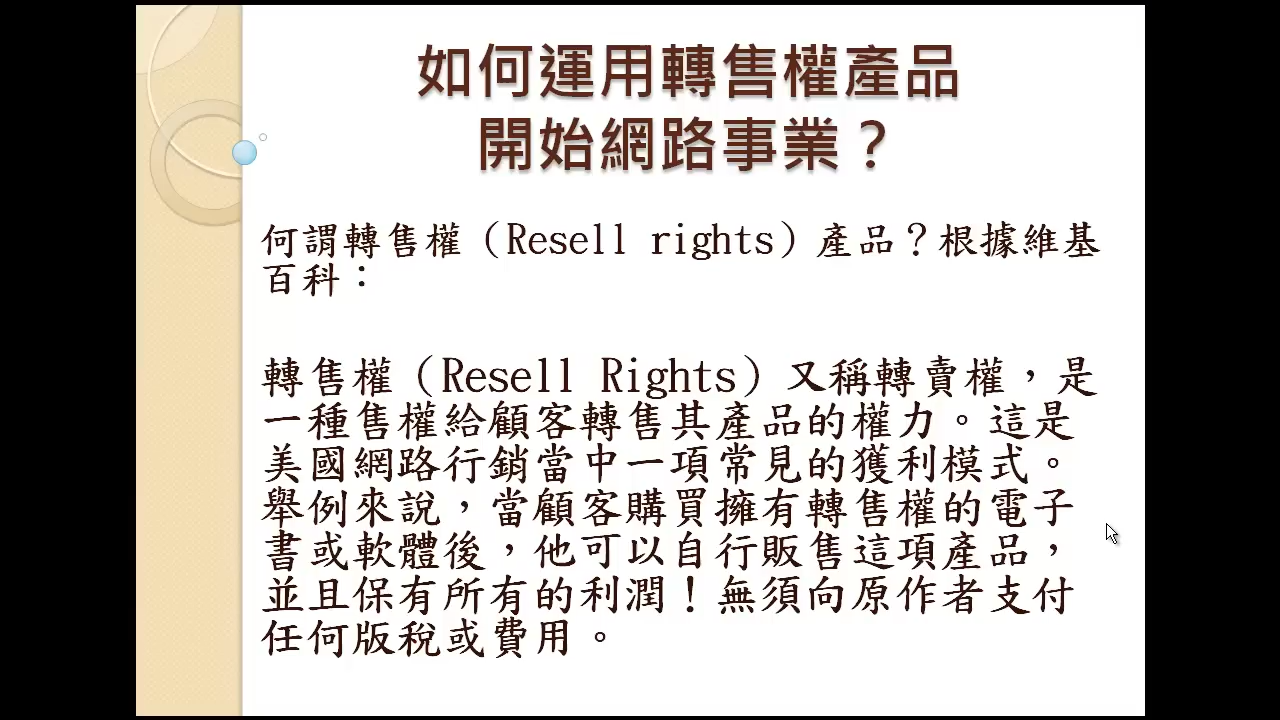 如何運用轉售權產品
開始網路事業？
何謂轉售權（Resell rights）產品？根據維基
百科：
轉售權（Resell Rights）又稱轉賣權，是
一種售權給顧客轉售其產品的權力。這是
美國網路行銷當中一項常見的獲利模式。
舉例來說，當顧客購買擁有轉售權的電子
書或軟體後，他可以自行販售這項產品，
並且保有所有的利潤！無須向原作者支付
任何版稅或費用。